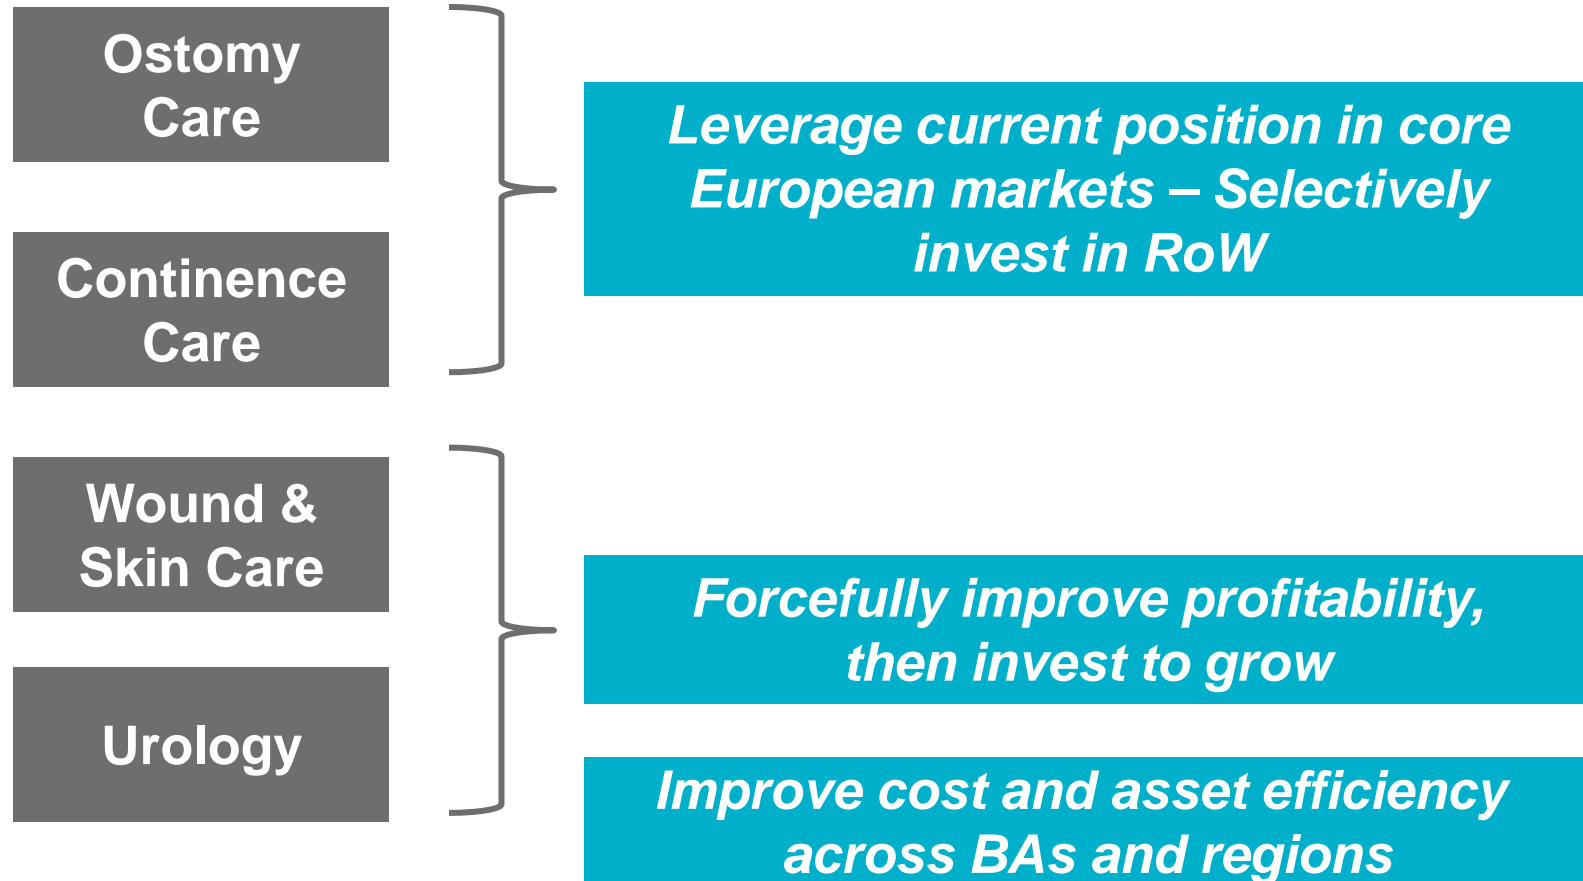 Ostomy
Care
Leverage current position in core
European markets – Selectively
invest in RoW
Continence
Care
Wound &
Skin Care
Forcefully improve profitability,
then invest to grow
Urology
Improve cost and asset efficiency
across BAs and regions